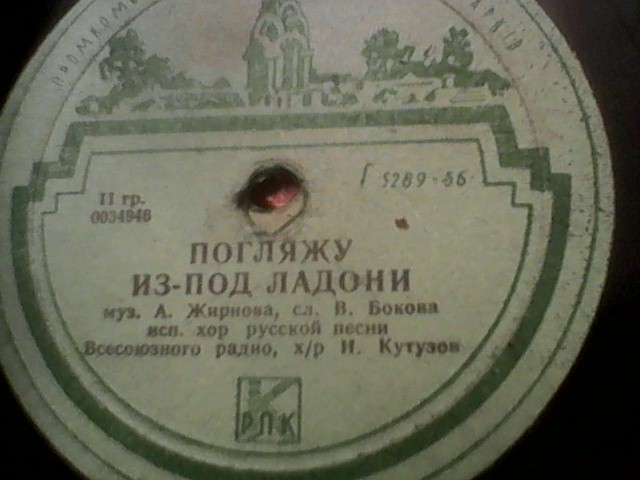 II гр.
0034946
Г 5289-56
ПОГЛЯЖУ
ИЗ-ПОД ЛАДОНИ
муз. А. Жирнова, сл. В. Бокова
исп. хор русской песни
Всесоюзного радио, х/р И. Кутузов
РПК